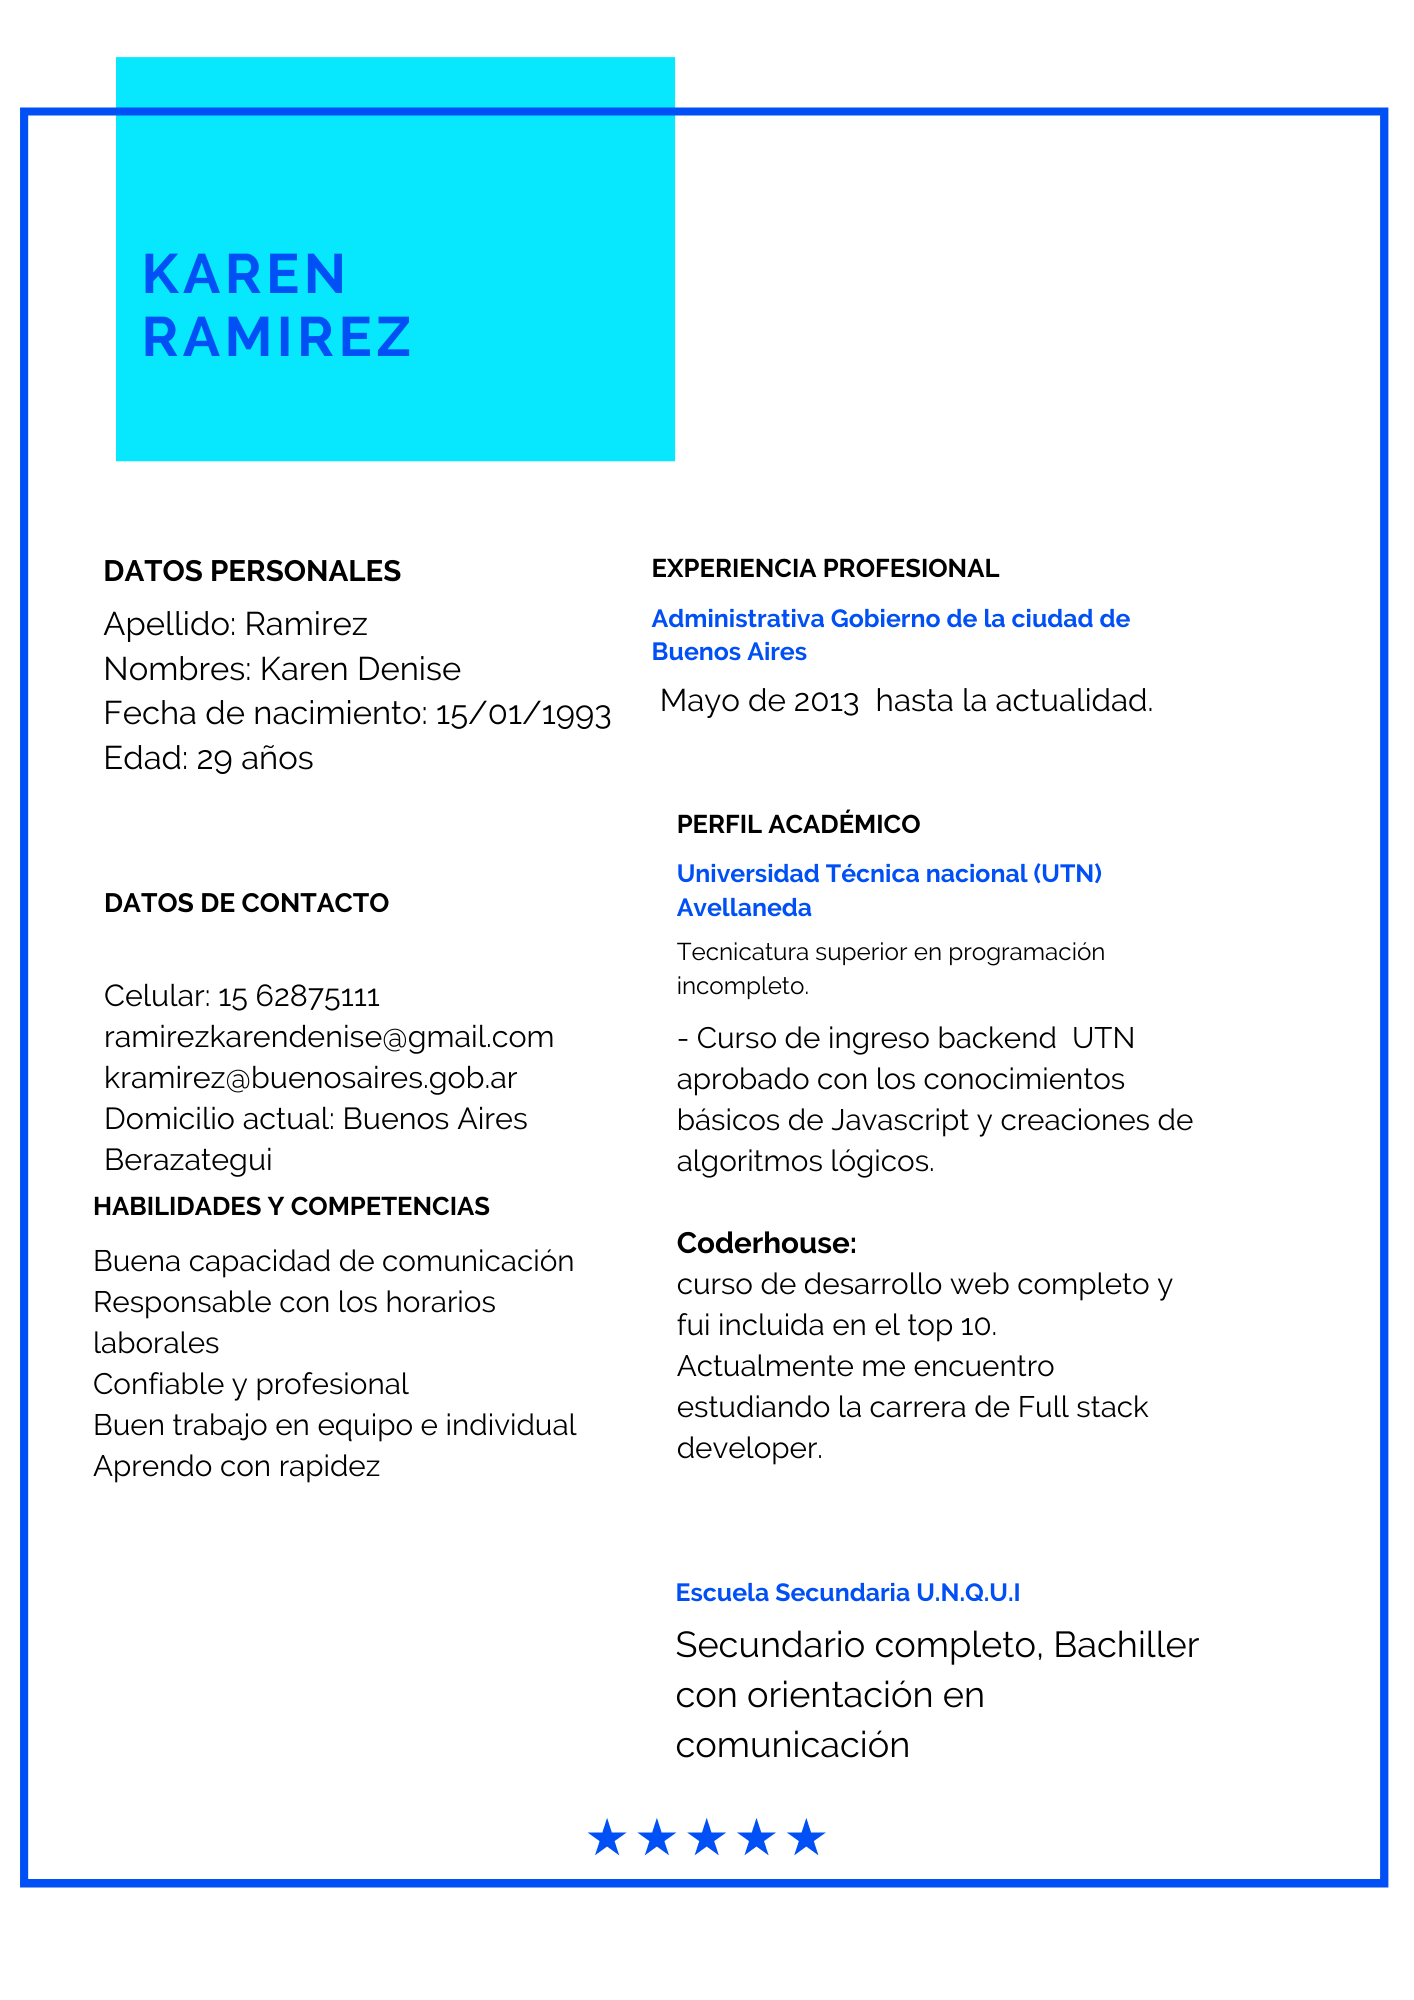 KAREN
RAMIREZ
DATOS PERSONALES
Apellido: Ramirez
Nombres: Karen Denise
Fecha de nacimiento: 15/01/1993
Edad: 29 años
DATOS DE CONTACTO
Celular: 15 62875111
ramirezkarendenise@gmail.com
kramirez@buenosaires.gob.ar
Domicilio actual: Buenos Aires
Berazategui
HABILIDADES Y COMPETENCIAS
Buena capacidad de comunicación
Responsable con los horarios
laborales
Confiable y profesional
Buen trabajo en equipo e individual
Aprendo con rapidez
EXPERIENCIA PROFESIONAL
Administrativa Gobierno de la ciudad de
Buenos Aires
Mayo de 2013  hasta la actualidad.
PERFIL ACADÉMICO
Universidad Técnica nacional (UTN)
Avellaneda
Tecnicatura superior en programación
incompleto.
- Curso de ingreso backend  UTN
aprobado con los conocimientos
básicos de Javascript y creaciones de
algoritmos lógicos.
Coderhouse:
curso de desarrollo web completo y
fui incluida en el top 10.
Actualmente me encuentro
estudiando la carrera de Full stack
developer.
Escuela Secundaria U.N.Q.U.I
Secundario completo, Bachiller
con orientación en
comunicación